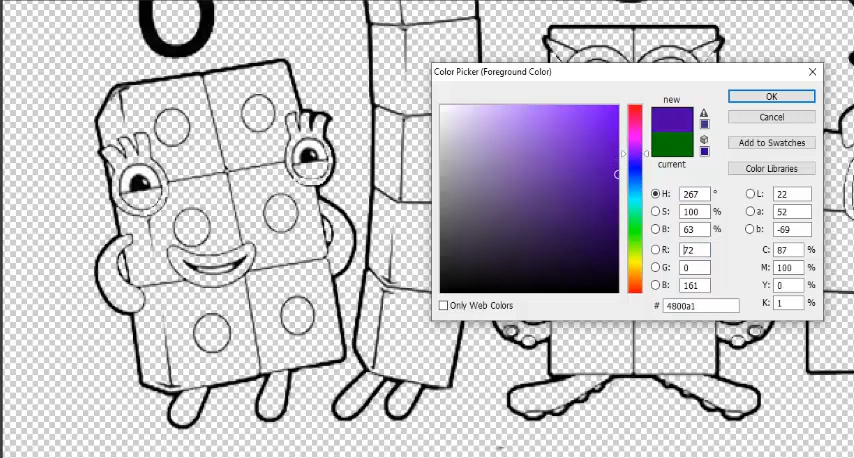 Color Picker (Foreground Color)
new
current
OK
Cancel
Add to Swatches
Color Libraries
H: 267 °
S: 100 %
B: 63 %
R: 72
G: 0
B: 161
L: 22
a: 52
b: -69
C: 87 %
M: 100 %
Y: 0 %
K: 1 %
Only Web Colors
# 4800a1